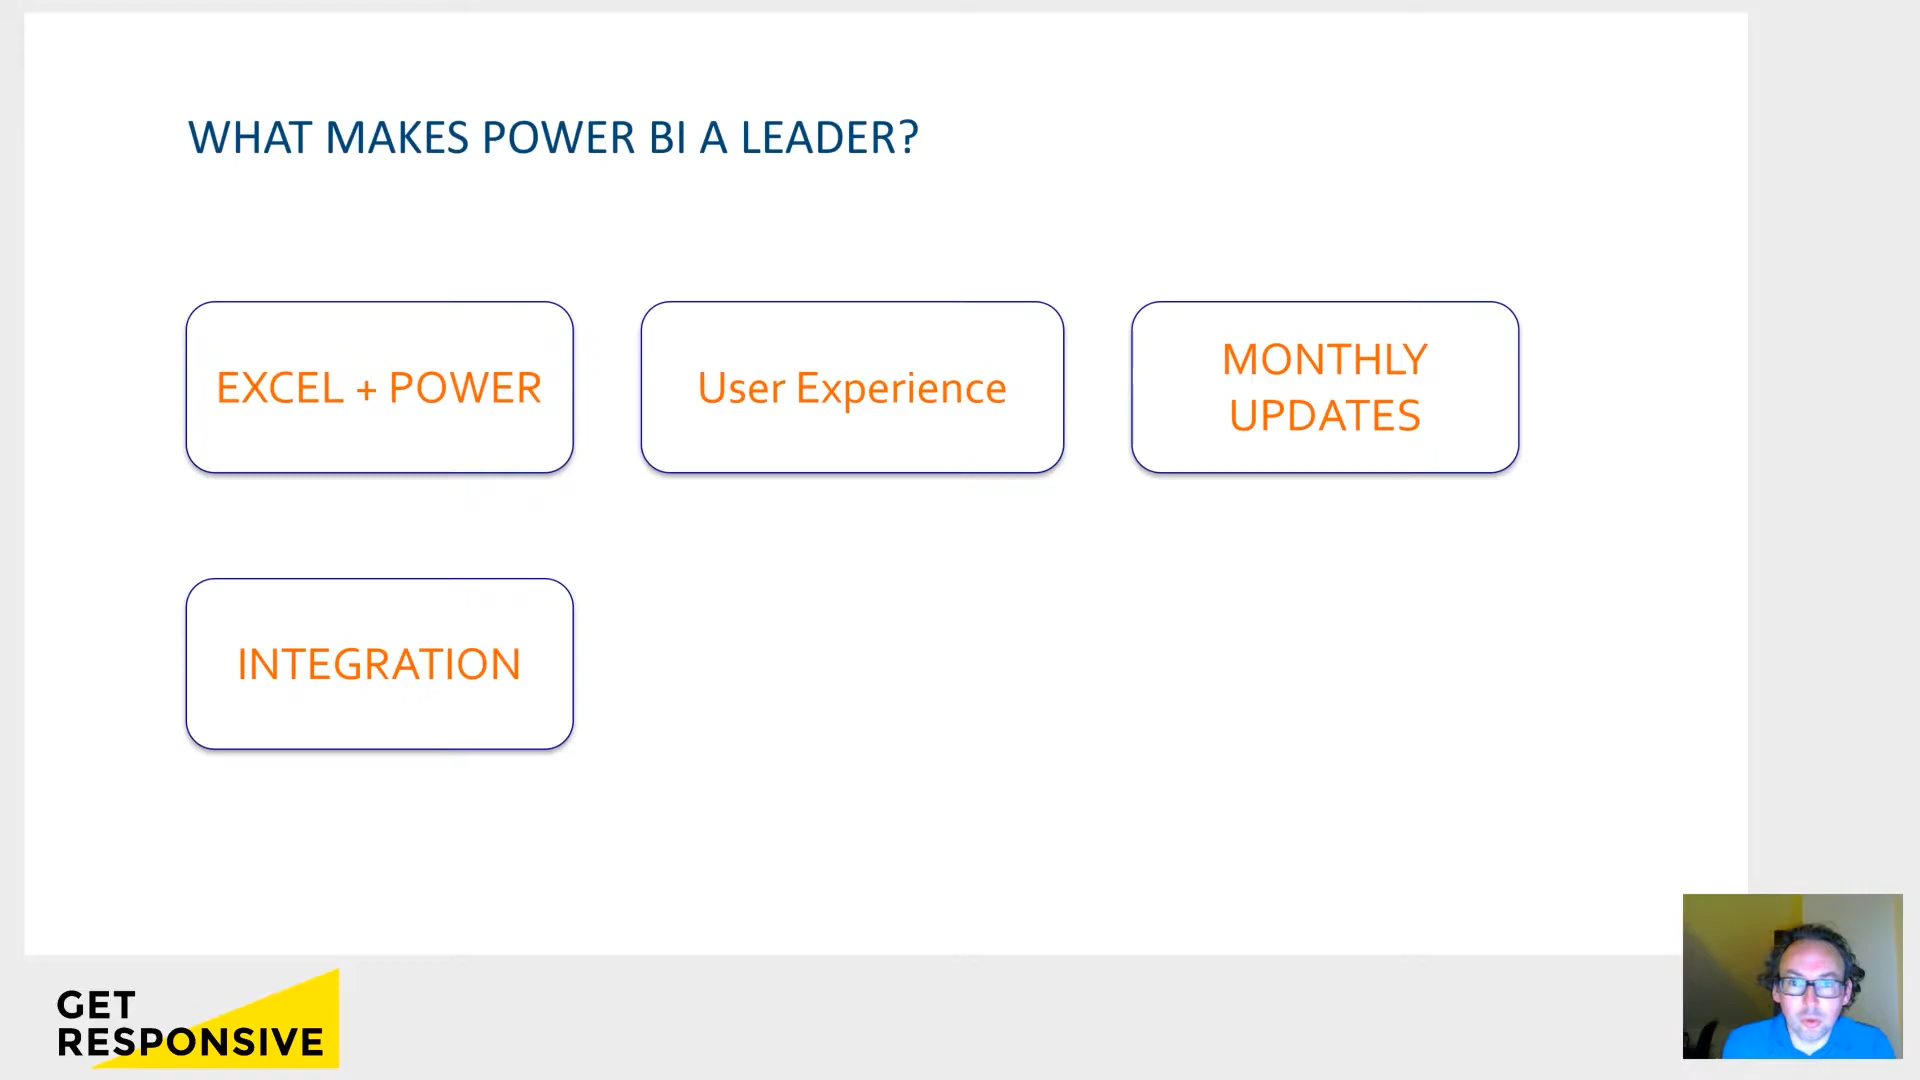 WHAT MAKES POWER BI A LEADER?
EXCEL + POWER
User Experience
MONTHLY
UPDATES
INTEGRATION
GET
RESPONSIVE